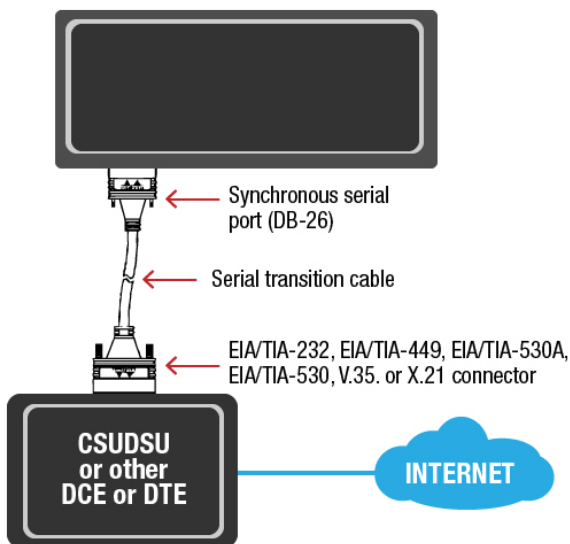 Synchronous serial
port (DB-26)
Serial transition cable
EIA/TIA-232, EIA/TIA-449, EIA/TIA-530A,
EIA/TIA-530, V.35. or X.21 connector
CSUDSU
or other
DCE or DTE
INTERNET